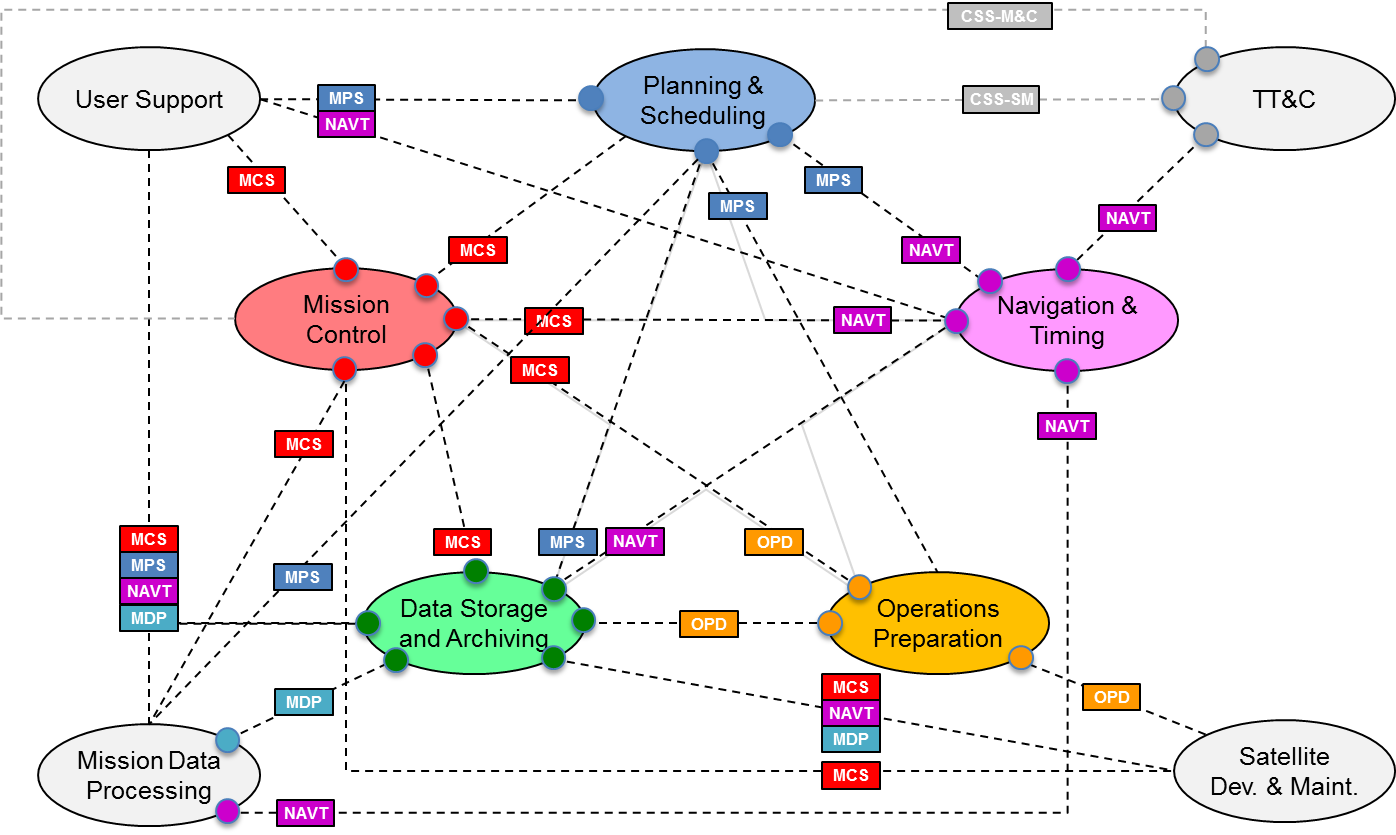 CSS-M&C
User Support
MPS
NAVT
Planning &
Scheduling
CSS-SM
TT&C
MCS
MPS
MPS
NAVT
MCS
NAVT
Mission
Control
MCS
NAVT
Navigation &
Timing
MCS
NAVT
MCS
MCS
MPS
NAVT
MDP
MCS
MPS
NAVT
OPD
MPS
Data Storage
and Archiving
OPD
Operations
Preparation
MDP
MCS
NAVT
MDP
OPD
Mission Data
Processing
MCS
Satellite
Dev. & Maint.
NAVT